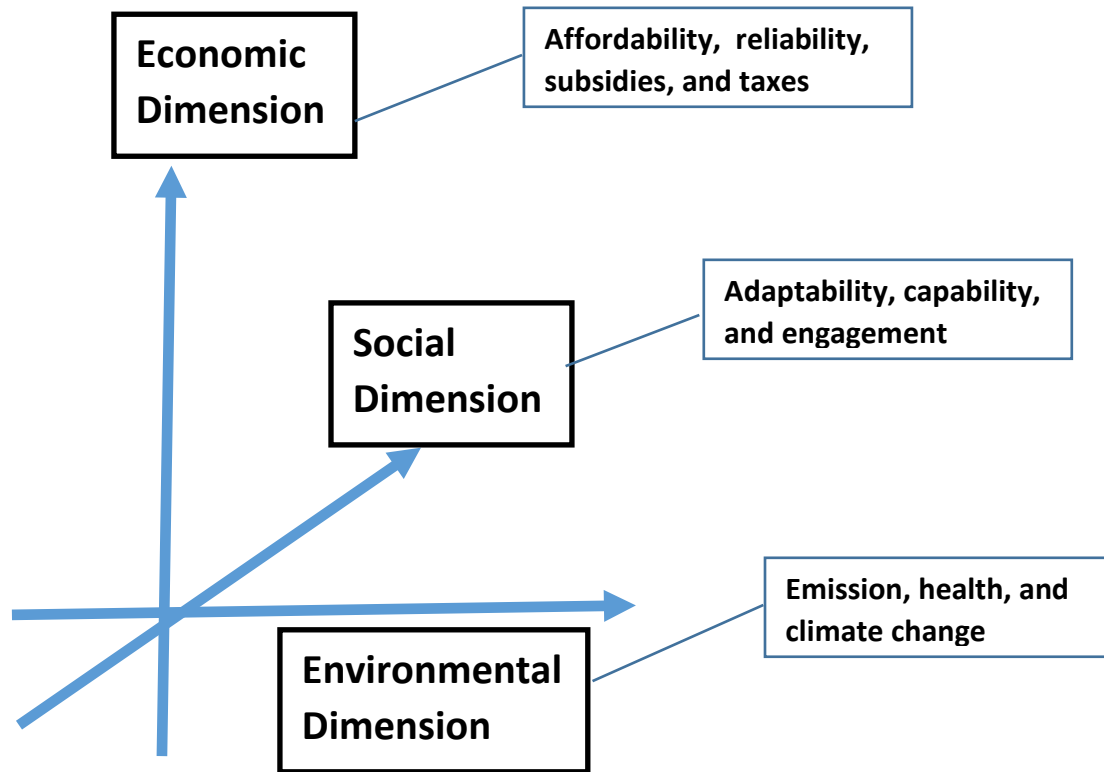 Economic
Dimension
Affordability, reliability,
subsidies, and taxes
Social
Dimension
Adaptability, capability,
and engagement
Environmental
Dimension
Emission, health, and
climate change